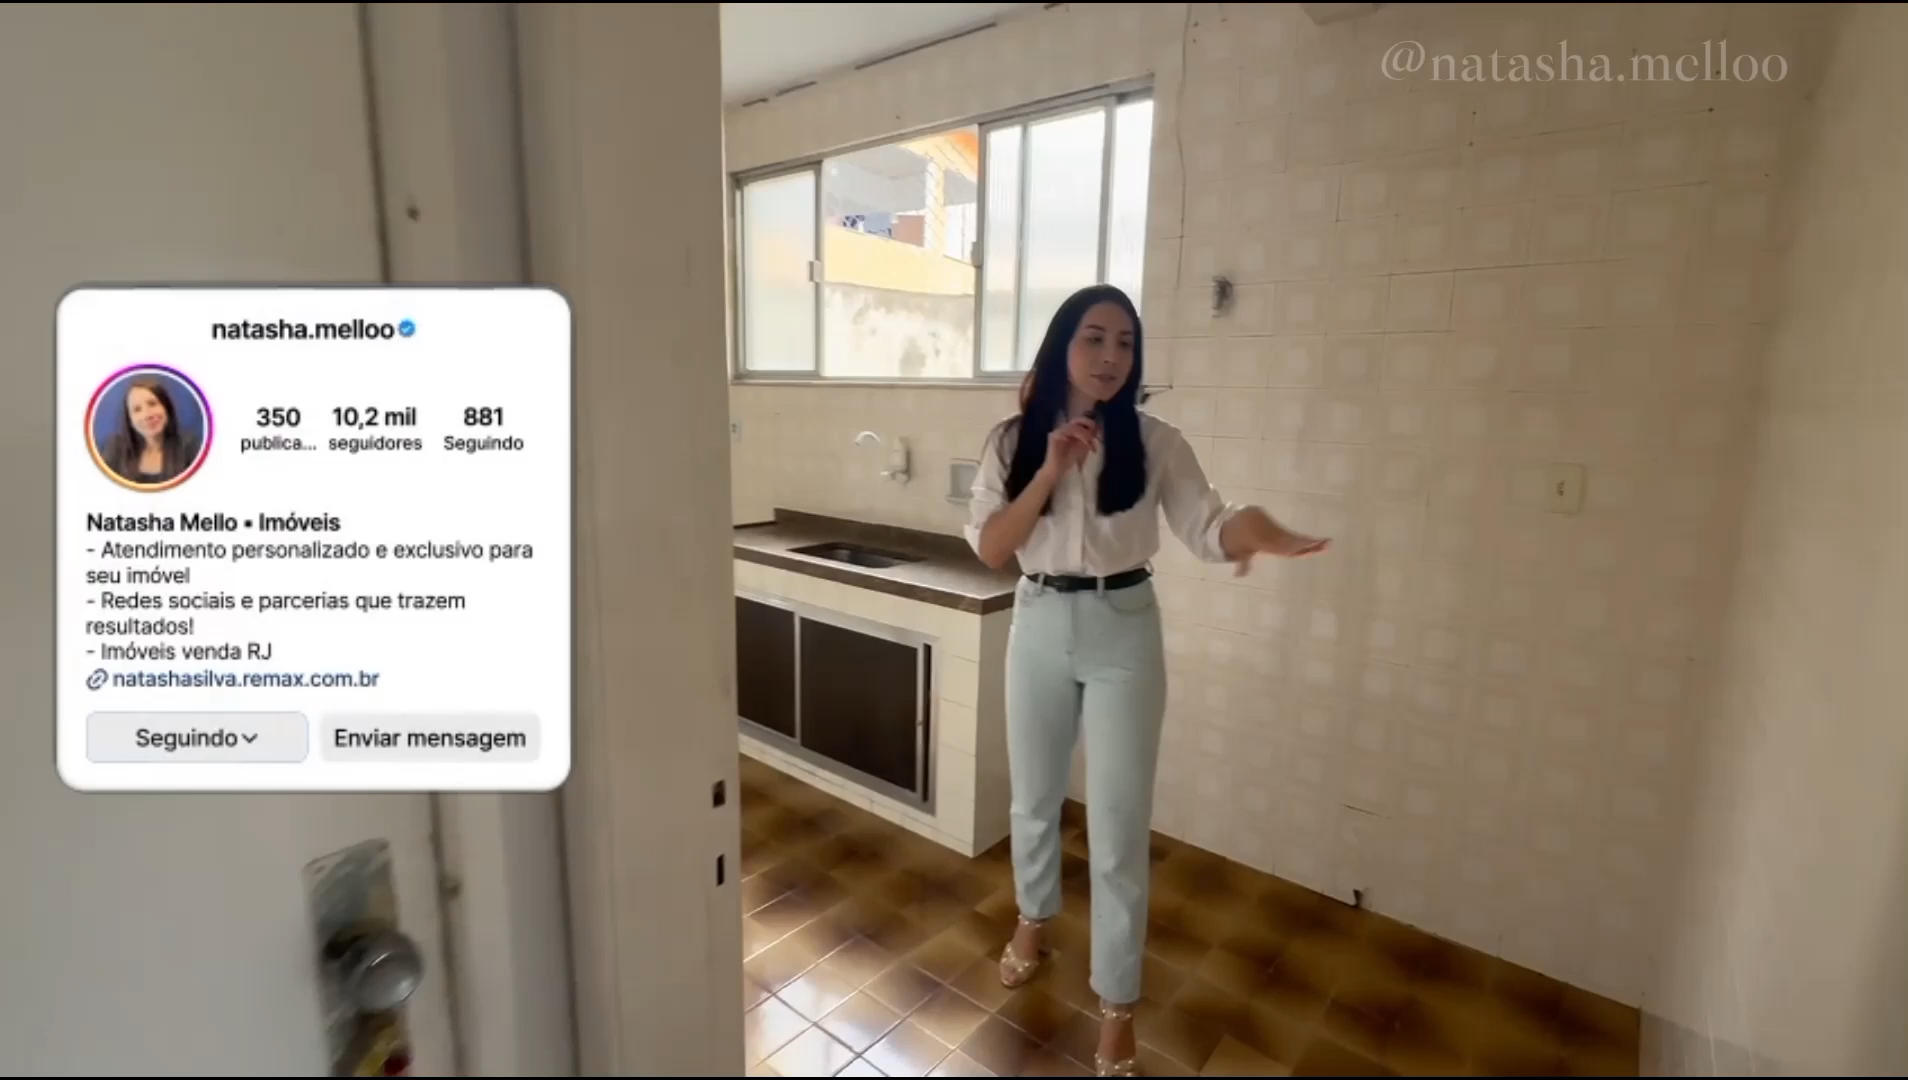 @natasha.melloo
natasha.melloo
350 10,2 mil 881
publica... seguidores Seguindo
Natasha Mello • Imóveis
- Atendimento personalizado e exclusivo para
seu imóvel
- Redes sociais e parcerias que trazem
resultados!
- Imóveis venda RJ
natashasilva.remax.com.br
Seguindo
Enviar mensagem